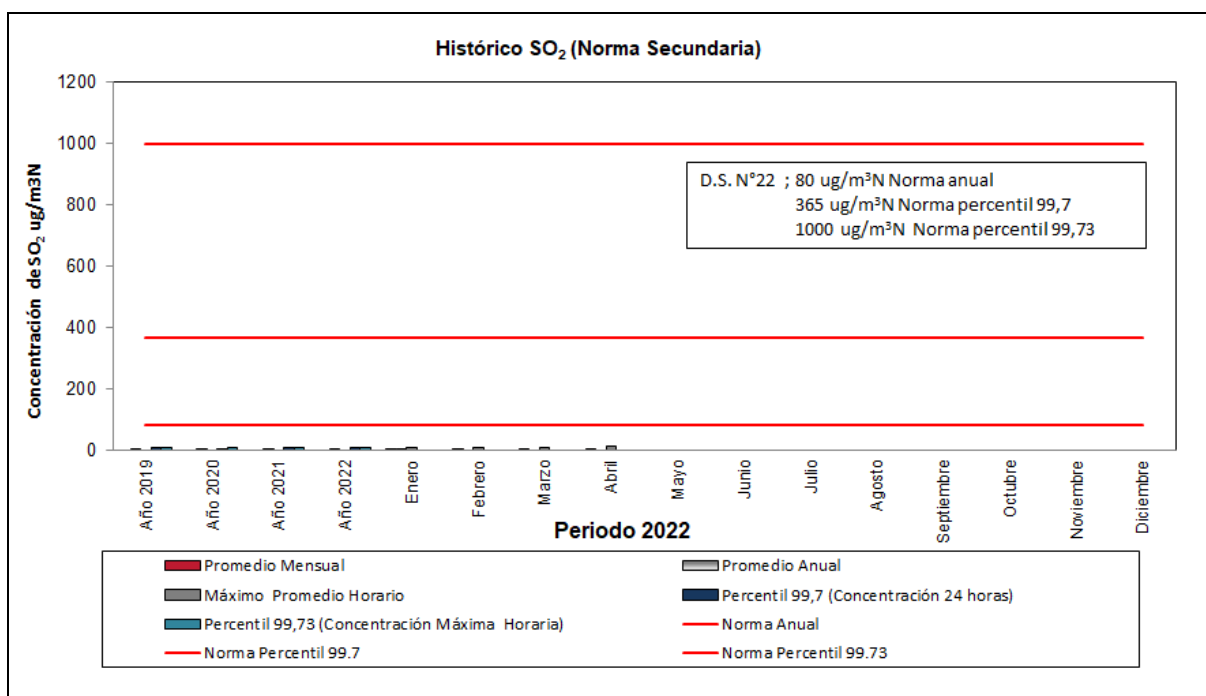 Histórico SO₂ (Norma Secundaria)
Concentración de SO₂ ug/m3N
1200
1000
800
600
400
200
0
D.S. N°22 ; 80 ug/m³N Norma anual
365 ug/m³N Norma percentil 99,7
1000 ug/m³N Norma percentil 99,73
Año 2019
Año 2020
Año 2021
Año 2022
Enero
Febrero
Marzo
Abril
Mayo
Junio
Julio
Agosto
Septiembre
Octubre
Noviembre
Diciembre
Periodo 2022
Promedio Mensual
Promedio Anual
Máximo Promedio Horario
Percentil 99,7 (Concentración 24 horas)
Percentil 99,73 (Concentración Máxima Horaria)
Norma Anual
Norma Percentil 99.7
Norma Percentil 99.73